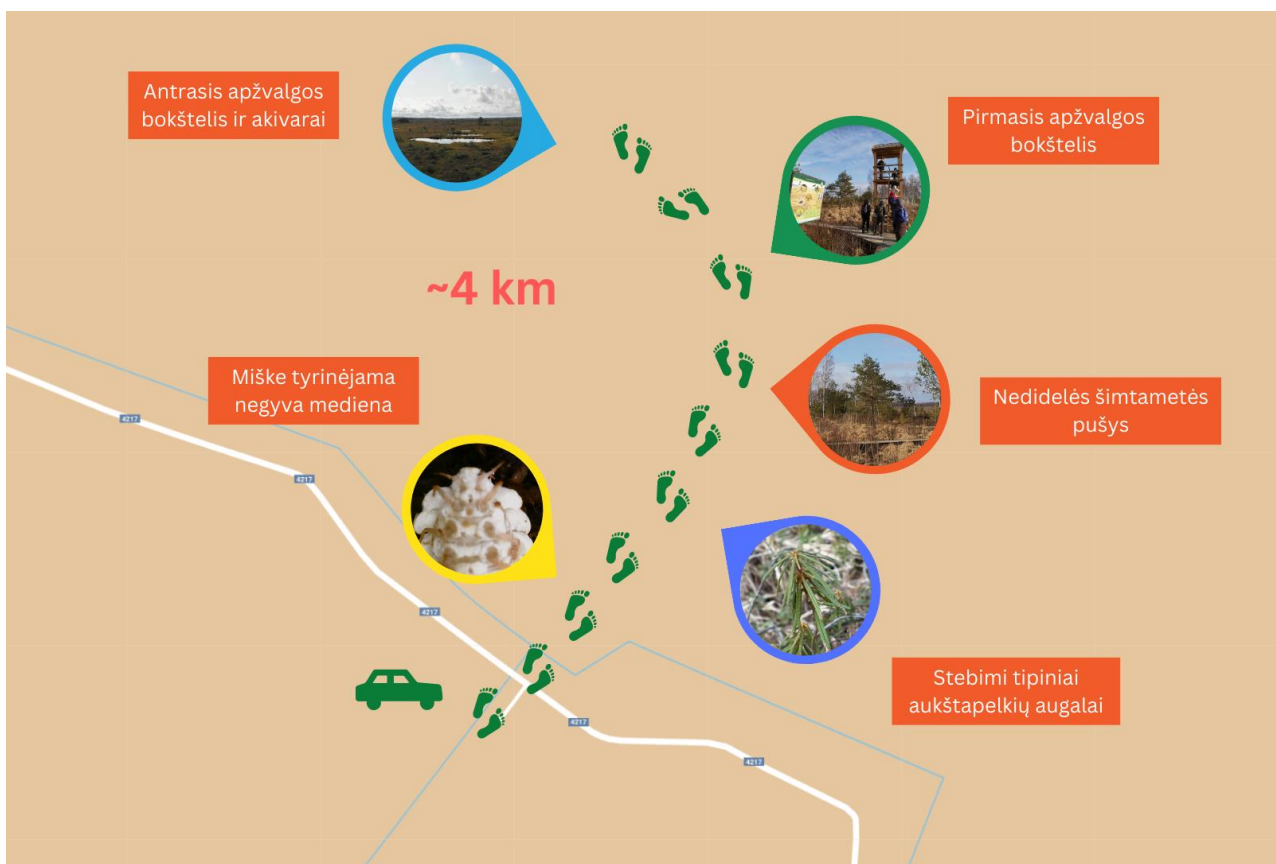 Antrasis apžvalgos
bokštelis ir akivarai
Pirmasis apžvalgos
bokštelis
~4 km
Miške tyrinėjama
negyva mediena
Nedidelės šimtametės
pušys
4217
4217
4217
Stebimi tipiniai
aukštapelkių augalai
4217
4217